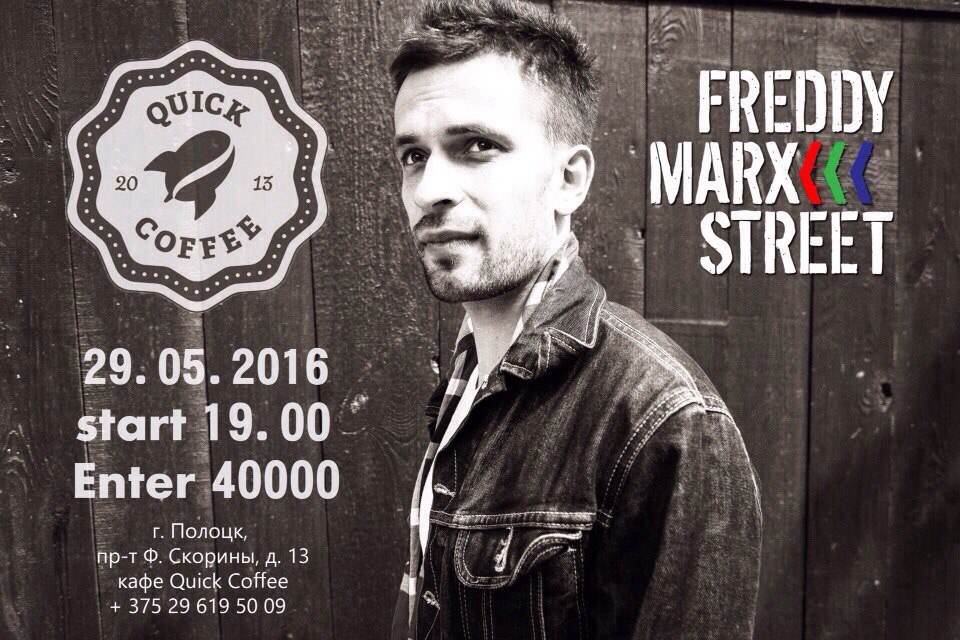 QUICK
20 13
COFFEE
FREDDY
MARX
STREET
29.05.2016
start 19.00
Enter 40000
г. Полоцк,
пр-т Ф. Скорины, д. 13
кафе Quick Coffee
+ 375 29 619 50 09